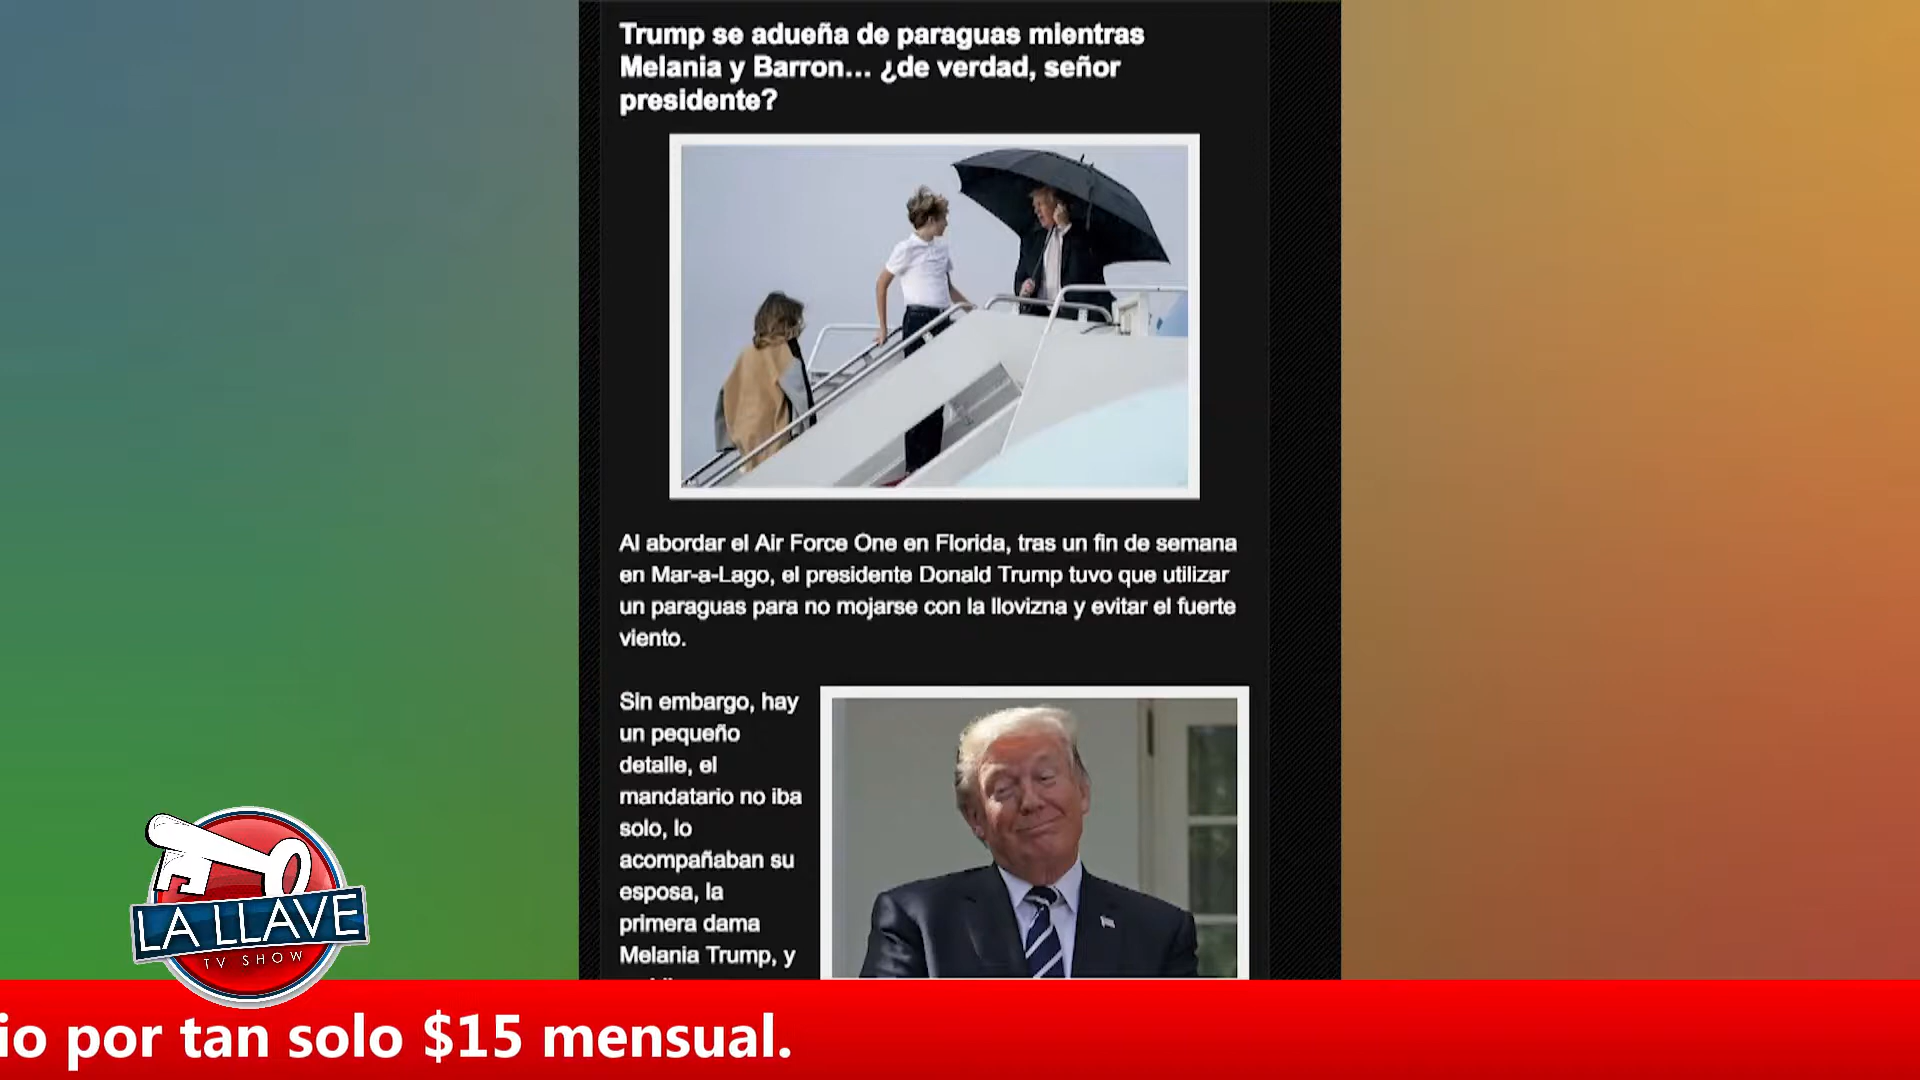 Trump se adueña de paraguas mientras
Melania y Barron... ¿de verdad, señor
presidente?
Al abordar el Air Force One en Florida, tras un fin de semana
en Mar-a-Lago, el presidente Donald Trump tuvo que utilizar
un paraguas para no mojarse con la llovizna y evitar el fuerte
viento.
Sin embargo, hay
un pequeño
detalle, el
mandatario no iba
solo, lo
acompañaban su
esposa, la
primera dama
Melania Trump, y
LA LLAVE
TV SHOW
io por tan solo $15 mensual.